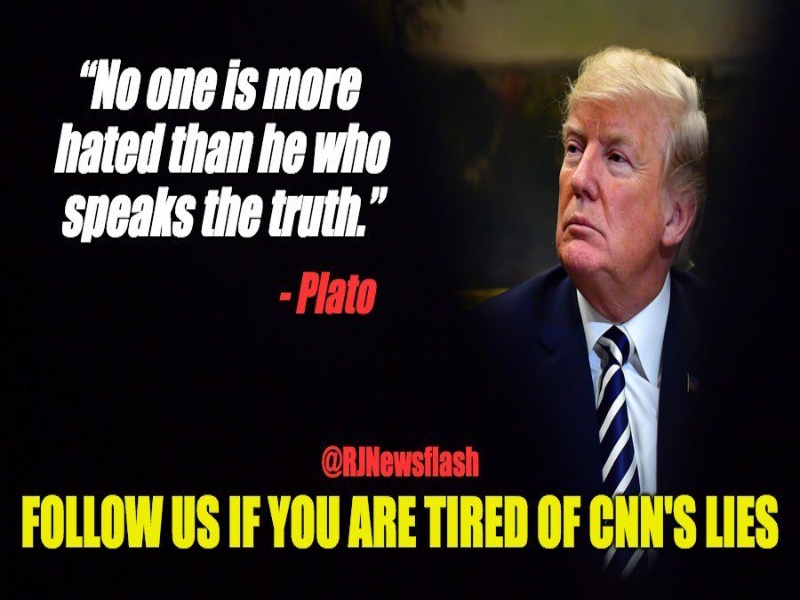 “No one is more
hated than he who
speaks the truth.”
- Plato
@RJNewsflash
FOLLOW US IF YOU ARE TIRED OF CNN'S LIES